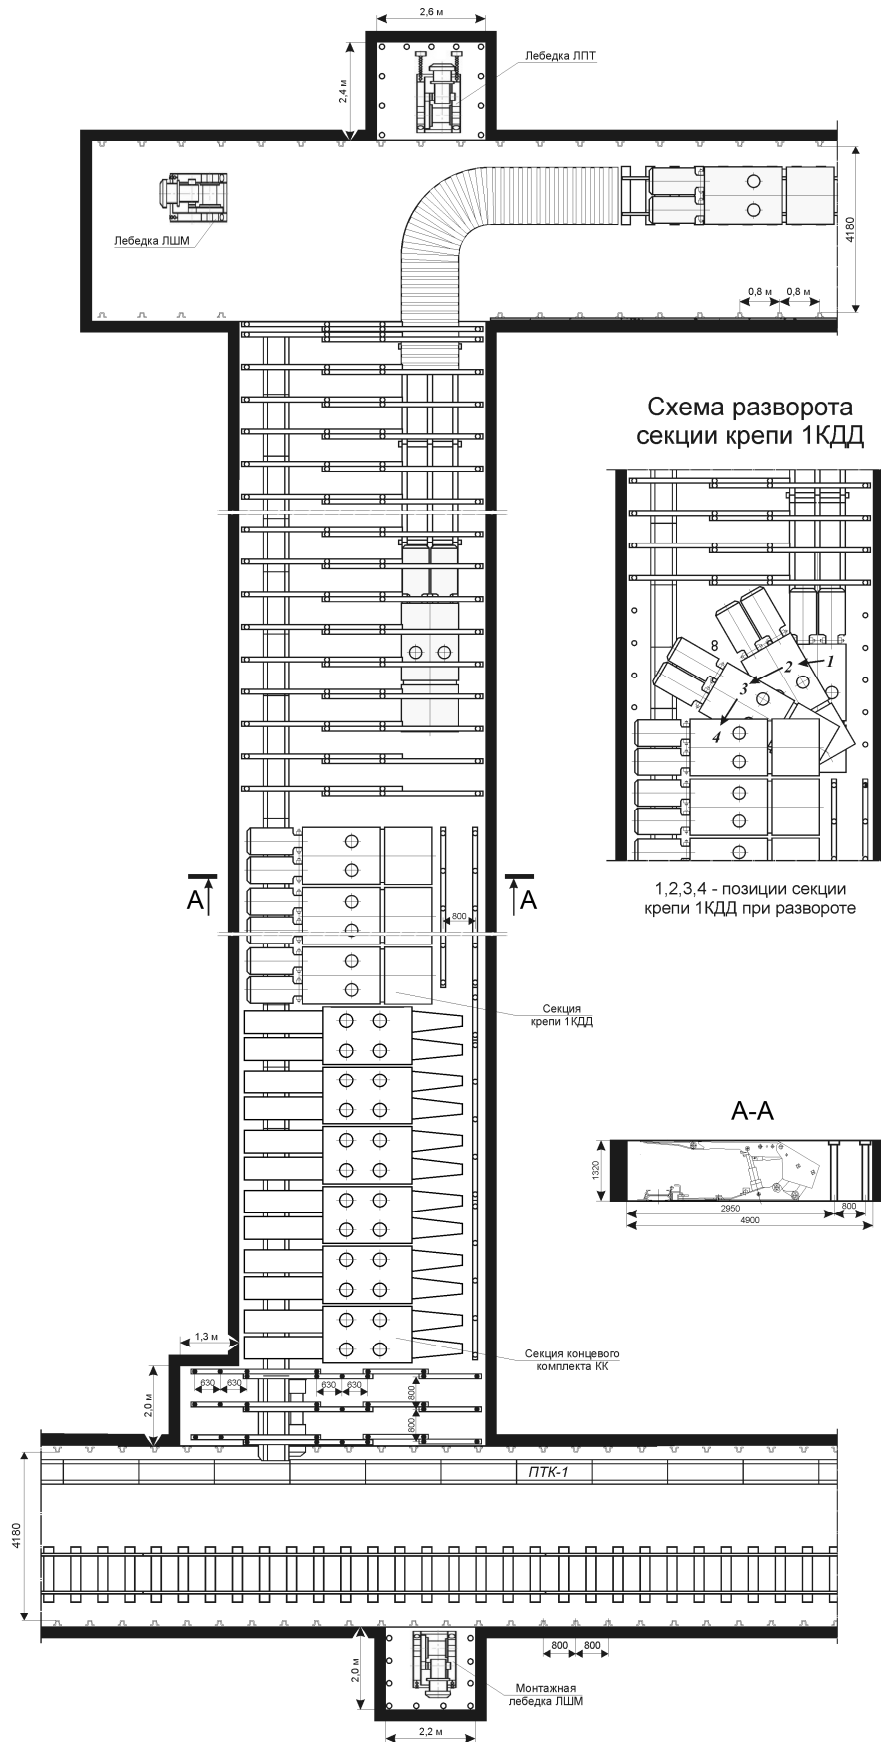 2,6 м
Лебедка ЛПТ
2,4 м
Лебедка ЛШМ
4180
0,8 м
0,8 м
Схема разворота
секции крепи 1КДД
1
2
3
4
1,2,3,4 - позиции секции
крепи 1КДД при развороте
А
А
800
Секция
крепи 1КДД
А-А
1320
2950
800
4900
1,3 м
Секция концевого
комплекта КК
2,0 м
630
630
630
630
800
800
ПТК-1
4180
800
800
2,0 м
Монтажная
лебедка ЛШМ
2,2 м